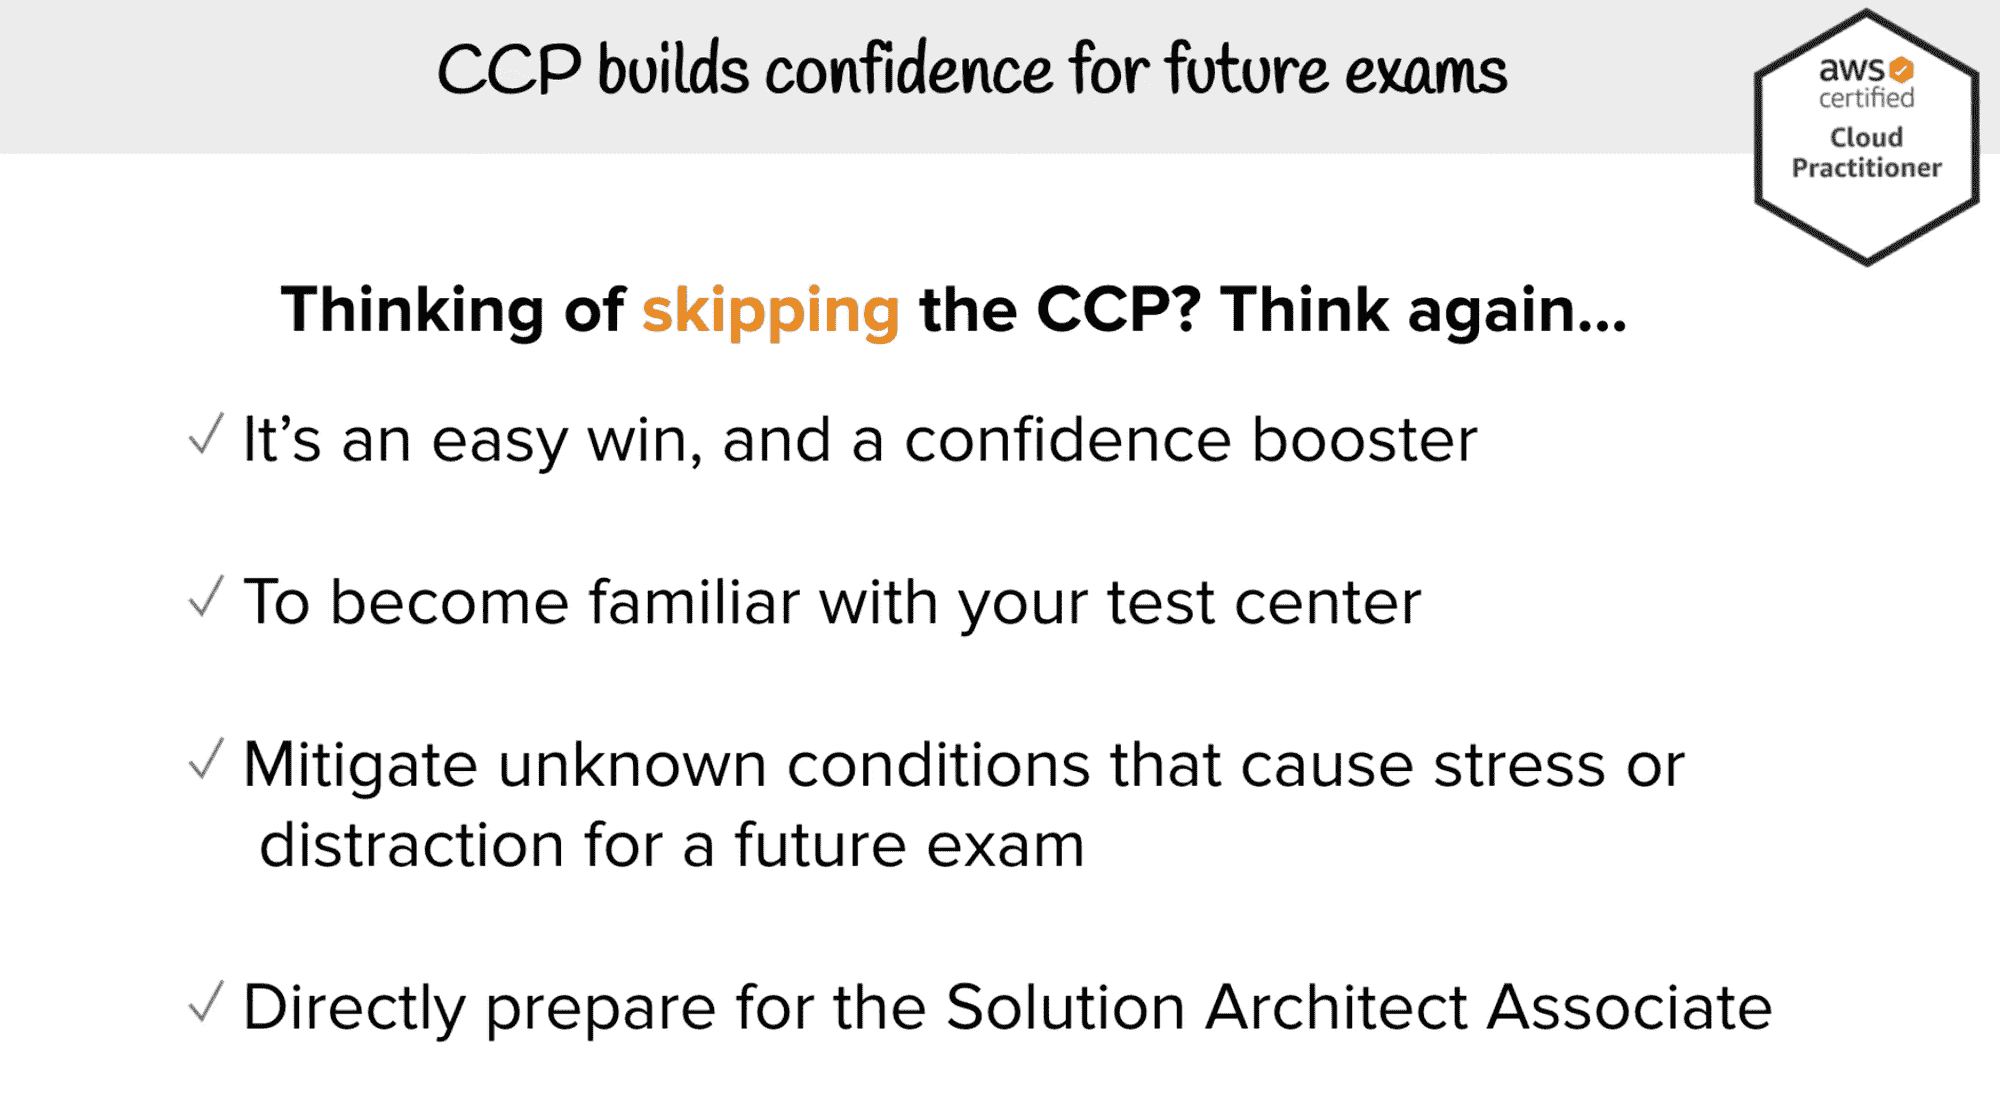 CCP builds confidence for future exams
aws
certified
Cloud
Practitioner
Thinking of skipping the CCP? Think again...
It’s an easy win, and a confidence booster
To become familiar with your test center
Mitigate unknown conditions that cause stress or
distraction for a future exam
Directly prepare for the Solution Architect Associate